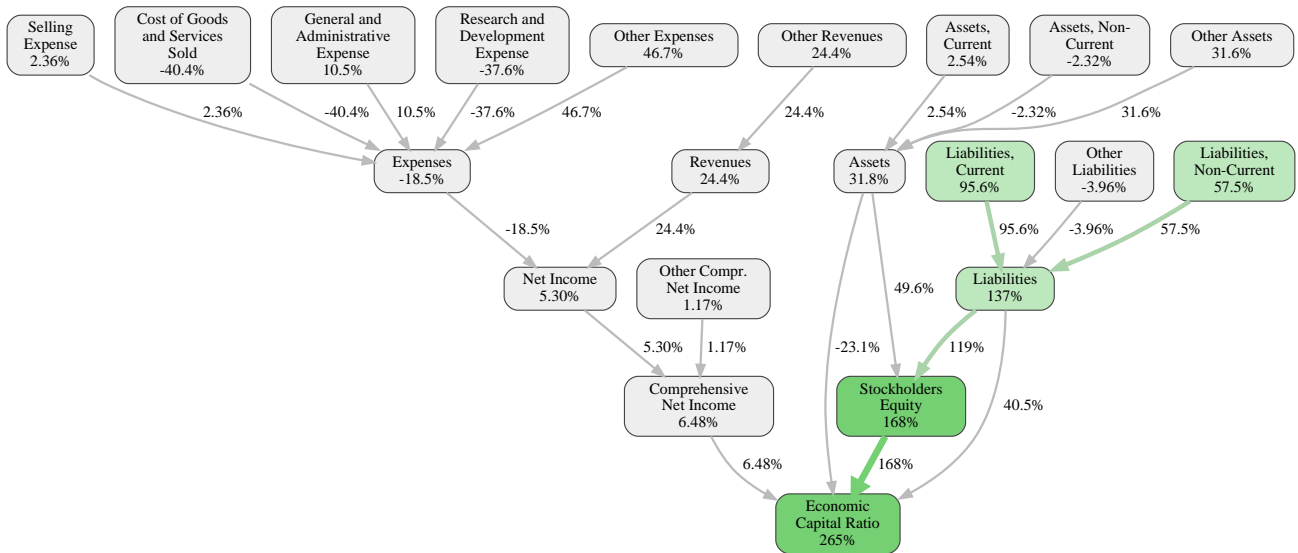 Selling
Expense
2.36%
Cost of Goods
and Services
Sold
-40.4%
General and
Administrative
Expense
10.5%
Research and
Development
Expense
-37.6%
Other Expenses
46.7%
Other Revenues
24.4%
Assets,
Current
2.54%
Assets, Non-
Current
-2.32%
Other Assets
31.6%
2.36%
-40.4%
10.5%
-37.6%
46.7%
24.4%
2.54%
-2.32%
31.6%
Expenses
-18.5%
Revenues
24.4%
Assets
31.8%
Liabilities,
Current
95.6%
Other
Liabilities
-3.96%
Liabilities,
Non-Current
57.5%
-18.5%
24.4%
95.6%
-3.96%
57.5%
Net Income
5.30%
Other Compr.
Net Income
1.17%
49.6%
Liabilities
137%
5.30%
1.17%
-23.1%
119%
Comprehensive
Net Income
6.48%
Stockholders
Equity
168%
40.5%
6.48%
168%
Economic
Capital Ratio
265%